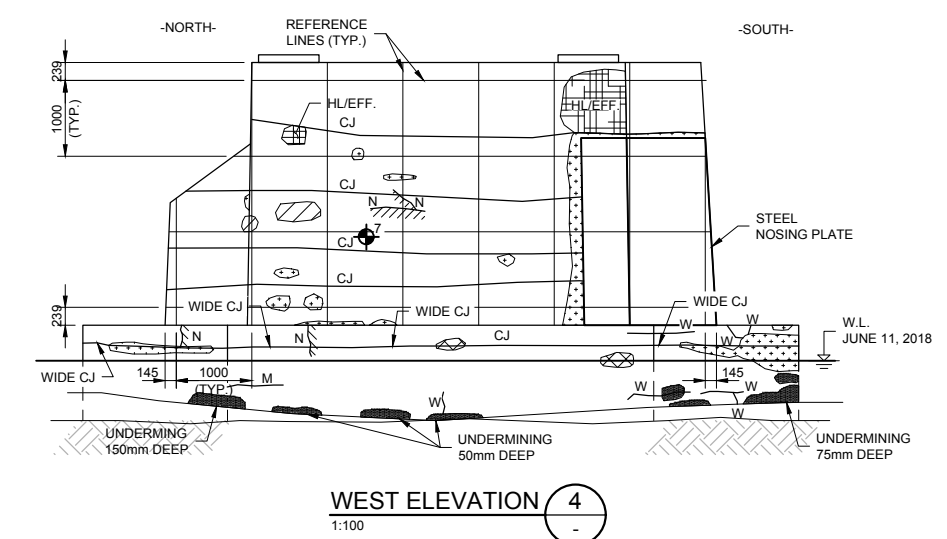 -NORTH-
REFERENCE
LINES (TYP.)
-SOUTH-
239
1000
(TYP.)
HL/EFF.
HL/EFF.
CJ
CJ
N
N
7
CJ
CJ
STEEL
NOSING PLATE
239
WIDE CJ
WIDE CJ
WIDE CJ
N
N
CJ
W
W
W
W.L.
JUNE 11, 2018
WIDE CJ
145
1000
(TYP.)
M
W
W
W
W
145
UNDERMING
150mm DEEP
UNDERMINING
50mm DEEP
UNDERMINING
75mm DEEP
WEST ELEVATION
4
-
1:100